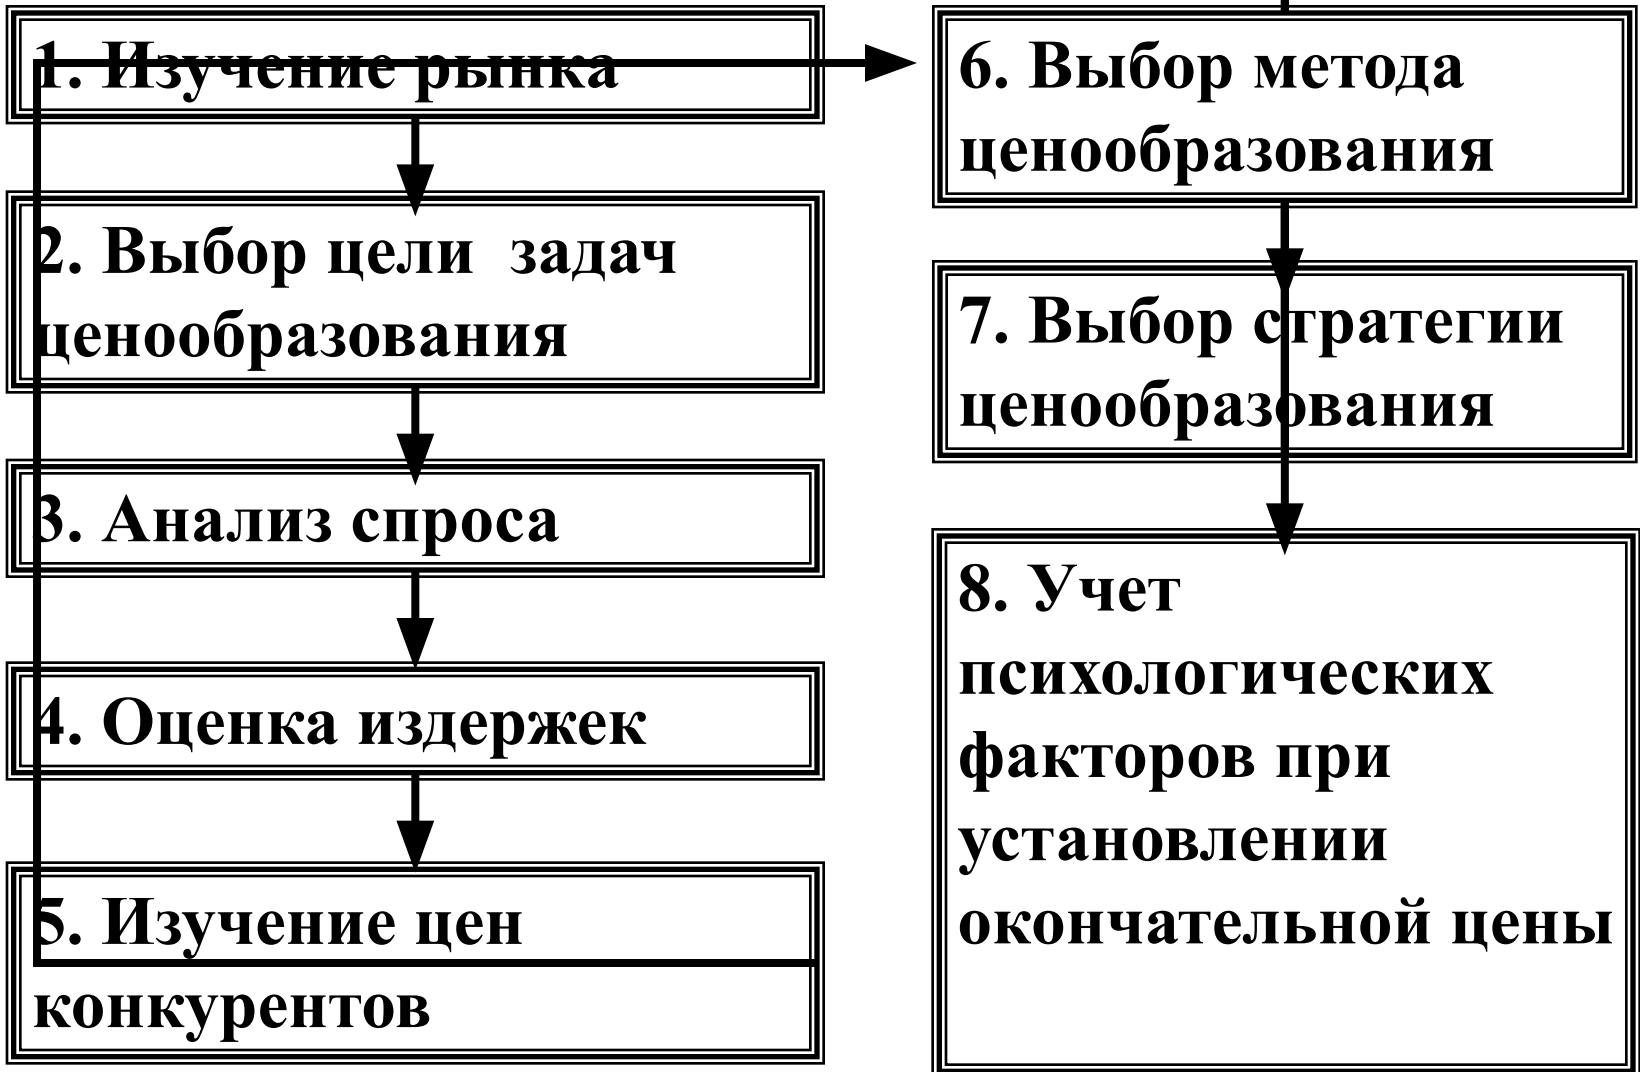 1. Изучение рынка
2. Выбор цели  задач
ценообразования
3. Анализ спроса
4. Оценка издержек
5. Изучение цен
конкурентов
6. Выбор метода
ценообразования
7. Выбор стратегии
ценообразования
8. Учет
психологических
факторов при
установлении
окончательной цены